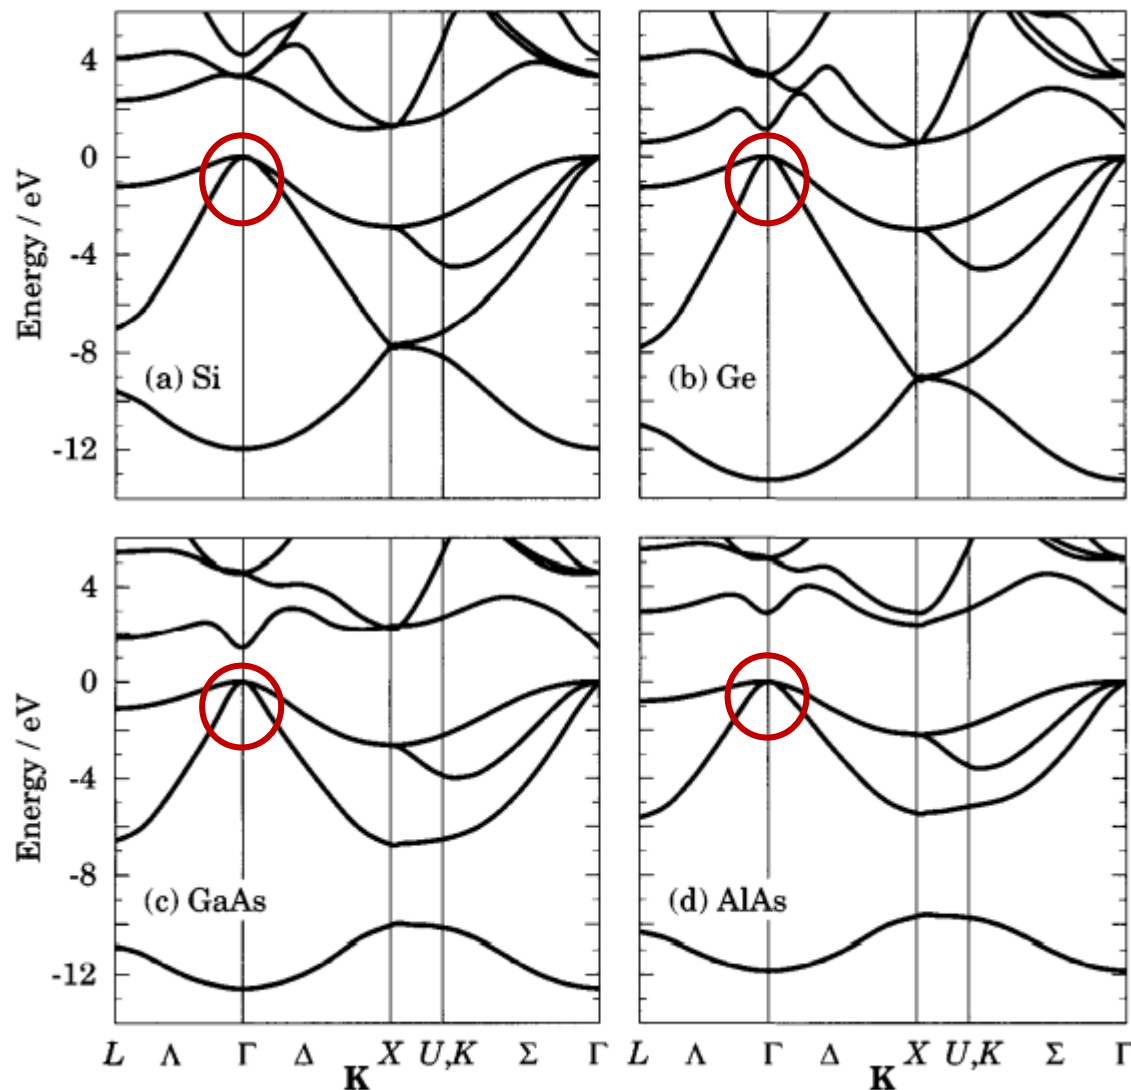 Energy / eV
4
0
-4
-8
-12
(a) Si
(b) Ge
Energy / eV
4
0
-4
-8
-12
(c) GaAs
(d) AlAs
L Λ Γ Δ X U,K Σ Γ
K
L Λ Γ Δ X U,K Σ Γ
K